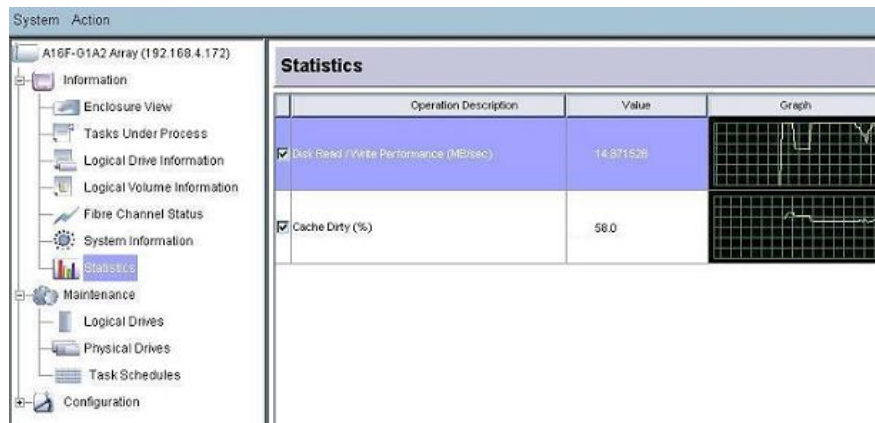 System Action
A16F-G1A2 Array (192.168.4.172)
Information
Enclosure View
Tasks Under Process
Logical Drive Information
Logical Volume Information
Fibre Channel Status
System Information
Statistics
Maintenance
Logical Drives
Physical Drives
Task Schedules
Configuration
Statistics
Operation Description Value Graph
Disk Read / Write Performance (MB/sec) 14.871528
Cache Dirty (%) 58.0